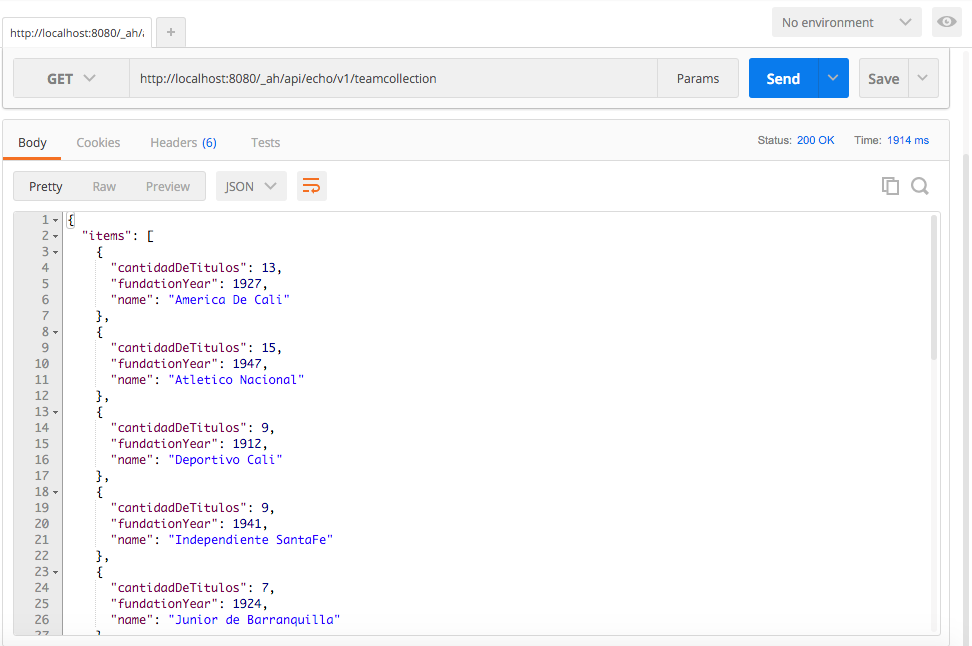 No environment
http://localhost:8080/_ah/a
+
GET
http://localhost:8080/_ah/api/echo/v1/teamcollection
Params
Send
Save
Body
Cookies
Headers (6)
Tests
Status: 200 OK
Time: 1914 ms
Pretty
Raw
Preview
JSON
1 {
2 "items": [
3 {
4 "cantidadDeTitulos": 13,
5 "fundationYear": 1927,
6 "name": "America De Cali"
7 },
8 {
9 "cantidadDeTitulos": 15,
10 "fundationYear": 1947,
11 "name": "Atletico Nacional"
12 },
13 {
14 "cantidadDeTitulos": 9,
15 "fundationYear": 1912,
16 "name": "Deportivo Cali"
17 },
18 {
19 "cantidadDeTitulos": 9,
20 "fundationYear": 1941,
21 "name": "Independiente SantaFe"
22 },
23 {
24 "cantidadDeTitulos": 7,
25 "fundationYear": 1924,
26 "name": "Junior de Barranquilla"
27 }